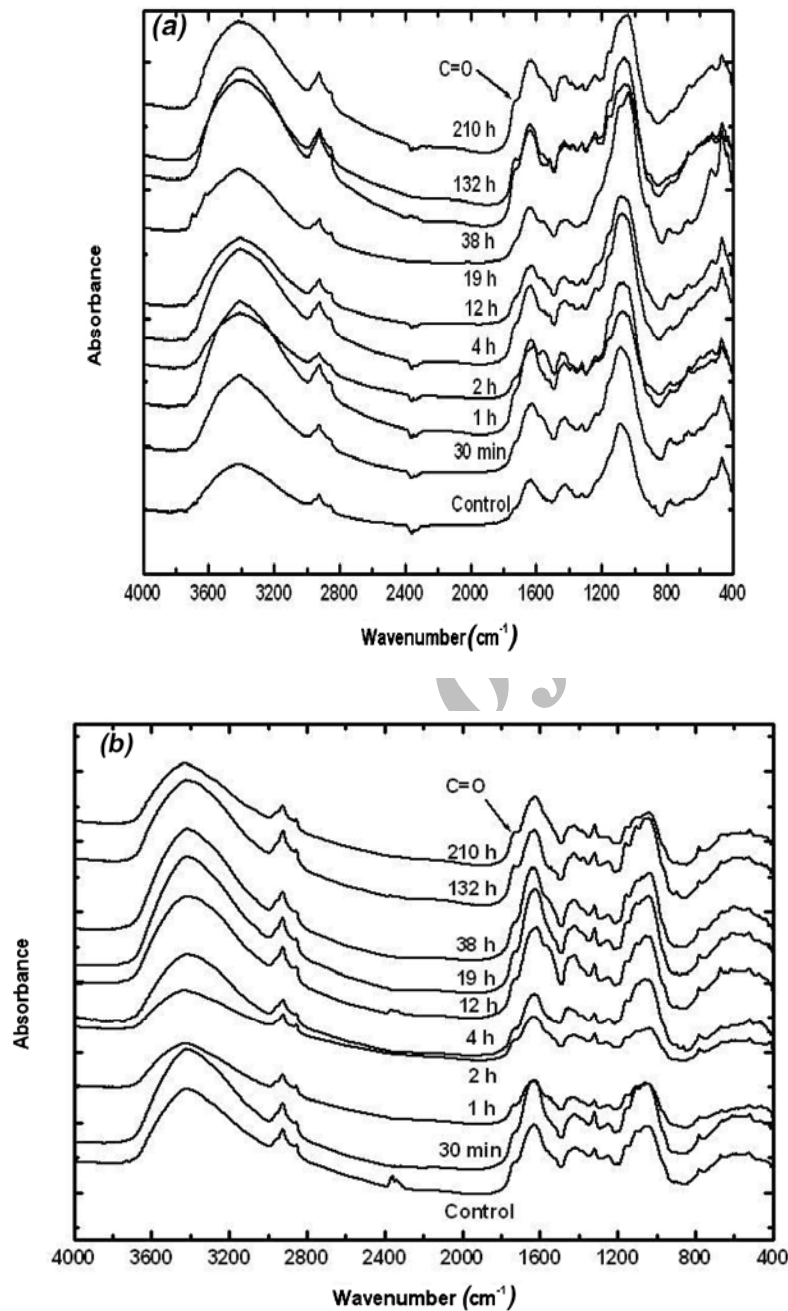 (a)
C=O
210 h
132 h
38 h
19 h
12 h
4 h
2 h
1 h
30 min
Control
Absorbance
4000 3600 3200 2800 2400 2000 1600 1200 800 400
Wavenumber (cm⁻¹)
(b)
C=O
210 h
132 h
38 h
19 h
12 h
4 h
2 h
1 h
30 min
Control
Absorbance
4000 3600 3200 2800 2400 2000 1600 1200 800 400
Wavenumber (cm⁻¹)